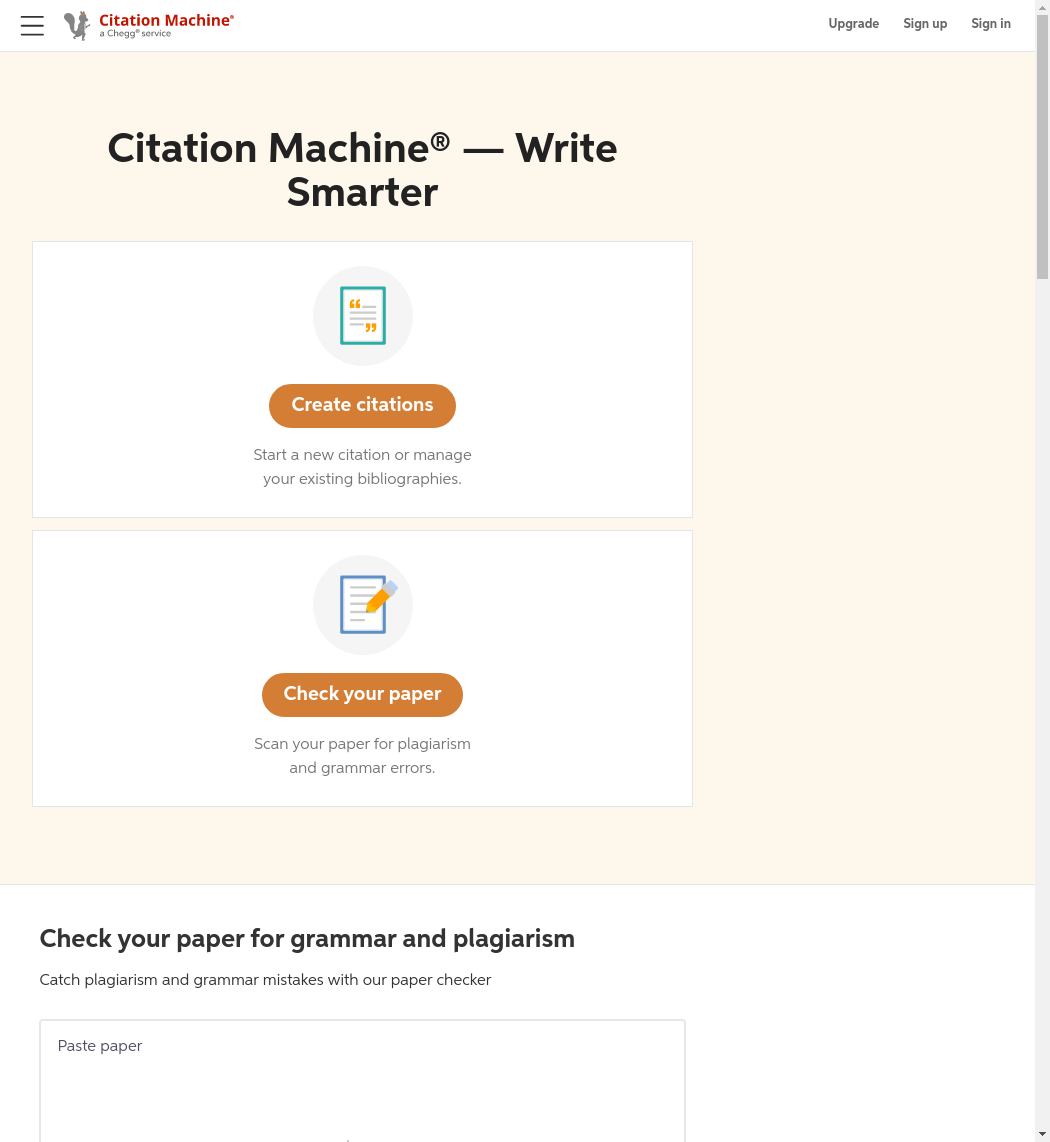 Citation Machine®
a Chegg® service
Upgrade
Sign up
Sign in
Citation Machine® — Write
Smarter
Create citations
Start a new citation or manage
your existing bibliographies.
Check your paper
Scan your paper for plagiarism
and grammar errors.
Check your paper for grammar and plagiarism
Catch plagiarism and grammar mistakes with our paper checker
Paste paper